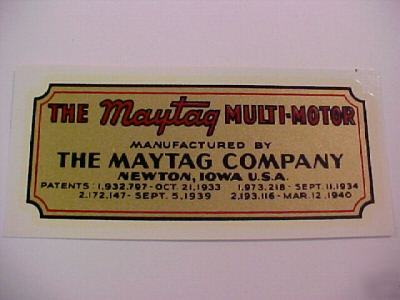 THE Maytag MULTI-MOTOR
MANUFACTURED BY
THE MAYTAG COMPANY
NEWTON, IOWA U.S.A.
PATENTS: 1,932,797 - OCT. 21, 1933 1,973,218 - SEPT. 11, 1934
2,172,147 - SEPT. 5, 1939 2,193,116 - MAR. 12, 1940